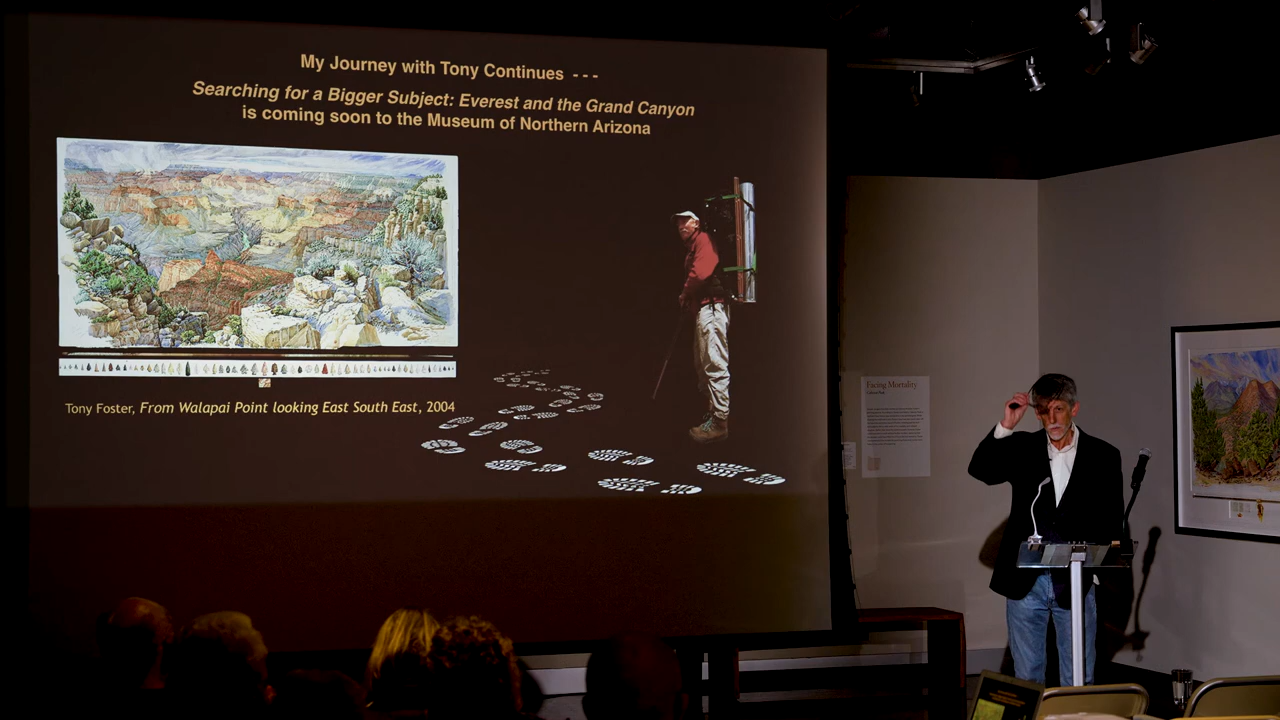 My Journey with Tony Continues - - -
Searching for a Bigger Subject: Everest and the Grand Canyon
is coming soon to the Museum of Northern Arizona
Tony Foster, From Walapai Point looking East South East, 2004
Facing Mortality